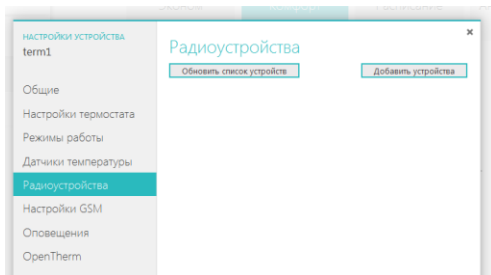 НАСТРОЙКИ УСТРОЙСТВА
term1
Общие
Настройки термостата
Режимы работы
Датчики температуры
Радиоустройства
Настройки GSM
Оповещения
OpenTherm
Радиоустройства
×
Обновить список устройств
Добавить устройства